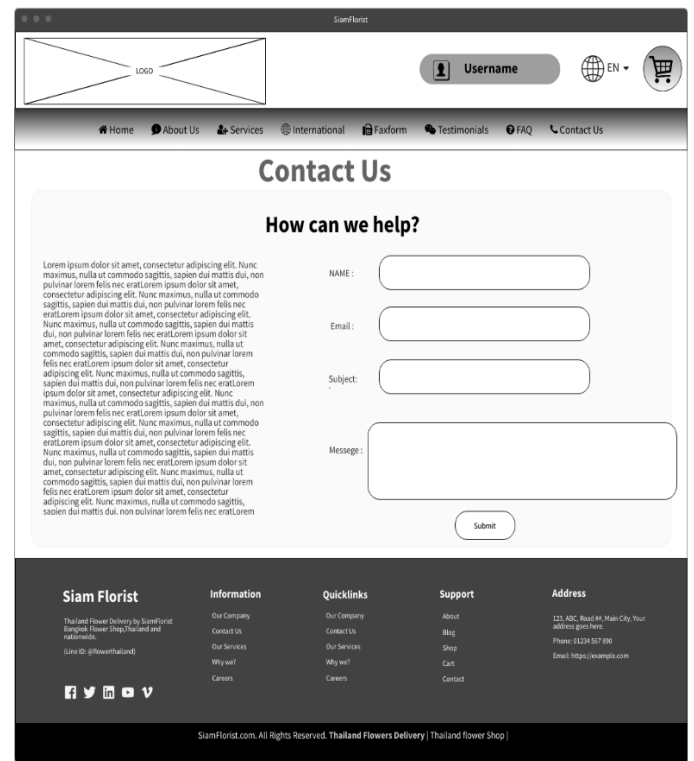 SiamFlorist
LOGO
Username
EN
Home About Us Services International Faxform Testimonials FAQ Contact Us
Contact Us
How can we help?
Lorem ipsum dolor sit amet, consectetur adipiscing elit. Nunc
maximus, nulla ut commodo sagittis, sapien dui mattis dui, non
pulvinar lorem felis nec eratLorem ipsum dolor sit amet,
consectetur adipiscing elit. Nunc maximus, nulla ut commodo
sagittis, sapien dui mattis dui, non pulvinar lorem felis nec
eratLorem ipsum dolor sit amet, consectetur adipiscing elit.
Nunc maximus, nulla ut commodo sagittis, sapien dui mattis
dui, non pulvinar lorem felis nec eratLorem ipsum dolor sit
amet, consectetur adipiscing elit. Nunc maximus, nulla ut
commodo sagittis, sapien dui mattis dui, non pulvinar lorem
felis nec eratLorem ipsum dolor sit amet, consectetur
adipiscing elit. Nunc maximus, nulla ut commodo sagittis,
sapien dui mattis dui, non pulvinar lorem felis nec eratLorem
ipsum dolor sit amet, consectetur adipiscing elit. Nunc
maximus, nulla ut commodo sagittis, sapien dui mattis dui, non
pulvinar lorem felis nec eratLorem ipsum dolor sit amet,
consectetur adipiscing elit. Nunc maximus, nulla ut commodo
sagittis, sapien dui mattis dui, non pulvinar lorem felis nec
eratLorem ipsum dolor sit amet, consectetur adipiscing elit.
Nunc maximus, nulla ut commodo sagittis, sapien dui mattis
dui, non pulvinar lorem felis nec eratLorem ipsum dolor sit
amet, consectetur adipiscing elit. Nunc maximus, nulla ut
commodo sagittis, sapien dui mattis dui, non pulvinar lorem
felis nec eratLorem ipsum dolor sit amet, consectetur
adipiscing elit. Nunc maximus, nulla ut commodo sagittis,
sapien dui mattis dui, non pulvinar lorem felis nec eratLorem
NAME :
Email :
Subject:
Messege :
Submit
Siam Florist
Thailand Flower Delivery by SiamFlorist
Bangkok Flower Shop,Thailand and
nationwide.
(Line ID: @flowerthailand)
Information
Our Company
Contact Us
Our Services
Why we?
Careers
Quicklinks
Our Company
Contact Us
Our Services
Why we?
Careers
Support
About
Blog
Shop
Cart
Contact
Address
123, ABC, Road ##, Main City, Your
address goes here.
Phone: 01234 567 890
Email: https://example.com
SiamFlorist.com. All Rights Reserved. Thailand Flowers Delivery | Thailand flower Shop |